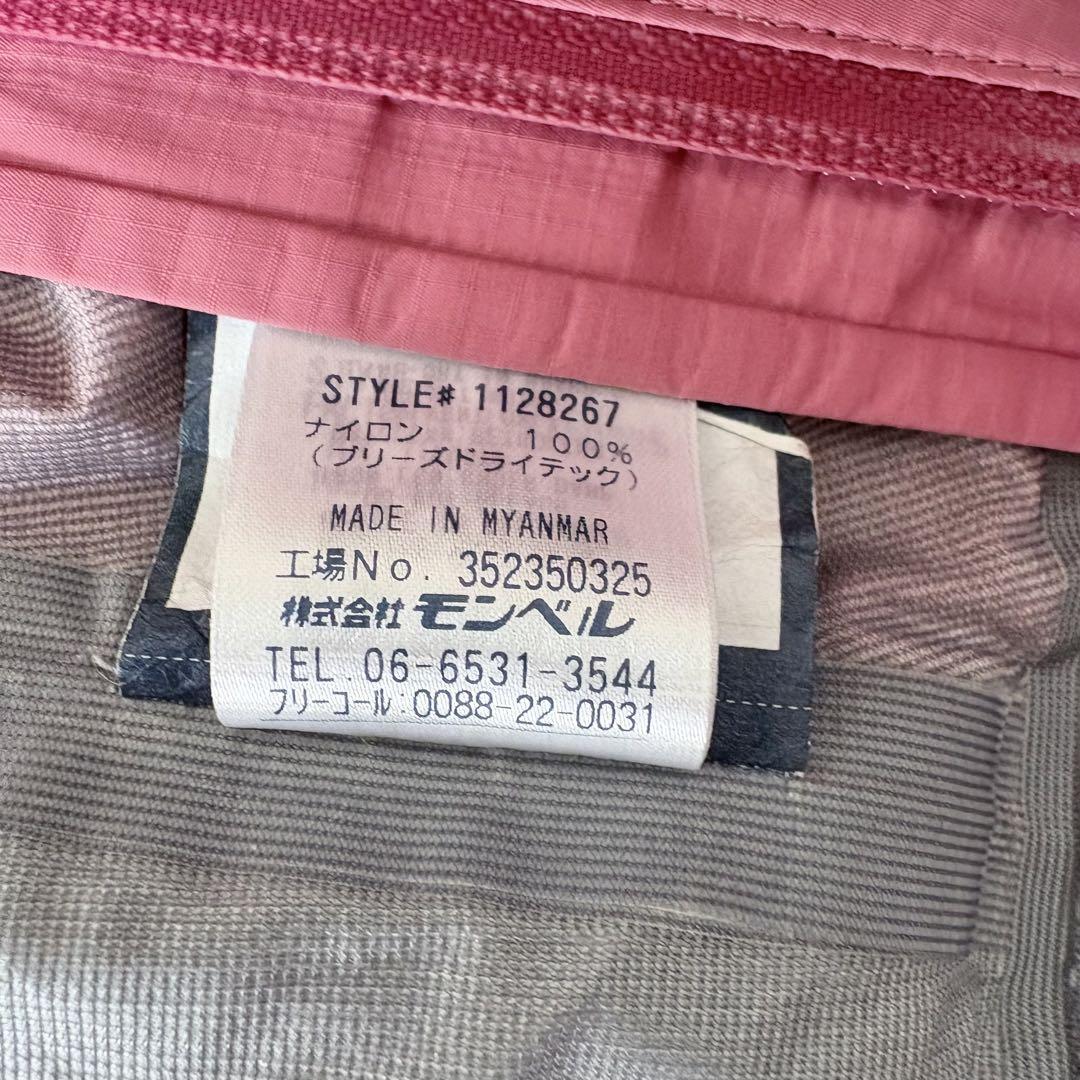 STYLE# 1128267
ナイロン 100%
(ブリーズドライテック)
MADE IN MYANMAR
工場No. 352350325
株式会社 モンベル
TEL. 06-6531-3544
フリーコール:0088-22-0031